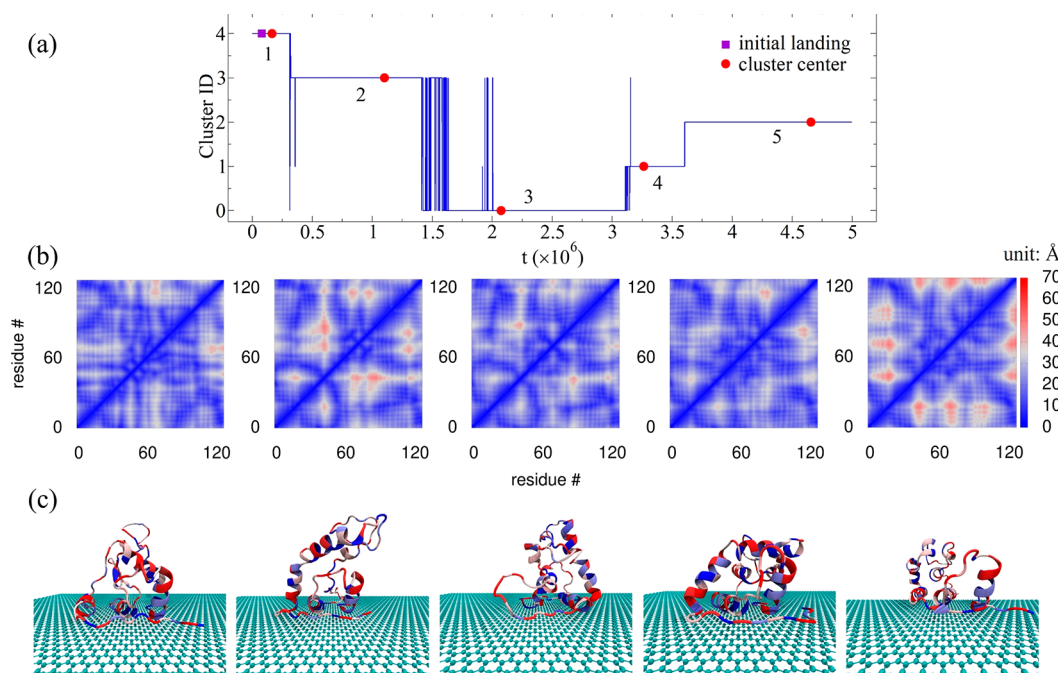 (a)
4
3
2
1
0
Cluster ID
initial landing
cluster center
1
2
3
4
5
0 0.5 1 1.5 2 2.5 3 3.5 4 4.5 5
t (×10⁶)
(b)
unit: Å
residue #
120 60 0
120 60 0
120 60 0
120 60 0
120 60 0
70
60
50
40
30
20
10
0
0 60 120
0 60 120
0 60 120
0 60 120
0 60 120
residue #
(c)